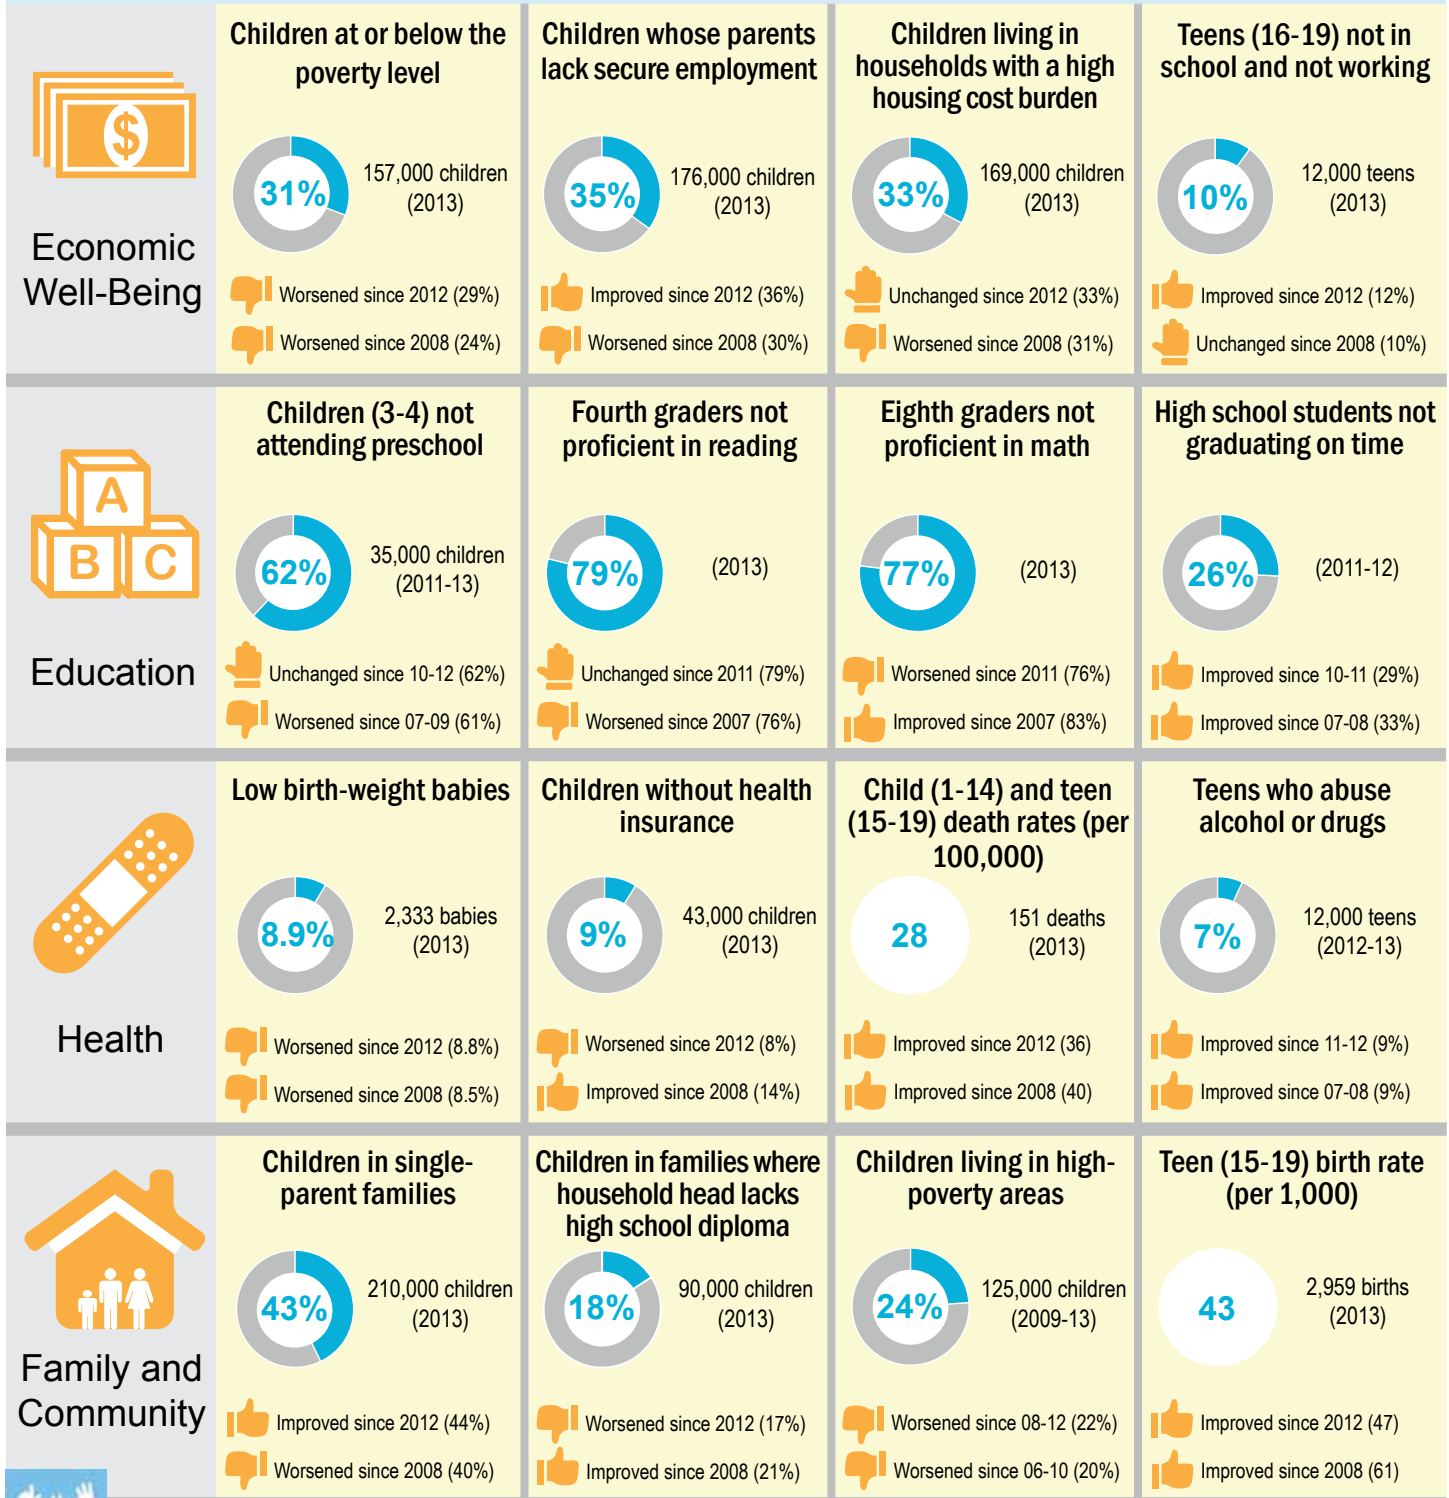 Children at or below the
poverty level
31%
157,000 children
(2013)
Worsened since 2012 (29%)
Worsened since 2008 (24%)
Children whose parents
lack secure employment
35%
176,000 children
(2013)
Improved since 2012 (36%)
Worsened since 2008 (30%)
Children living in
households with a high
housing cost burden
33%
169,000 children
(2013)
Unchanged since 2012 (33%)
Worsened since 2008 (31%)
Teens (16-19) not in
school and not working
10%
12,000 teens
(2013)
Improved since 2012 (12%)
Unchanged since 2008 (10%)
$
Economic
Well-Being
Children (3-4) not
attending preschool
62%
35,000 children
(2011-13)
Unchanged since 10-12 (62%)
Worsened since 07-09 (61%)
Fourth graders not
proficient in reading
79%
(2013)
Unchanged since 2011 (79%)
Worsened since 2007 (76%)
Eighth graders not
proficient in math
77%
(2013)
Worsened since 2011 (76%)
Improved since 2007 (83%)
High school students not
graduating on time
26%
(2011-12)
Improved since 10-11 (29%)
Improved since 07-08 (33%)
A
B C
Education
Low birth-weight babies
8.9%
2,333 babies
(2013)
Worsened since 2012 (8.8%)
Worsened since 2008 (8.5%)
Children without health
insurance
9%
43,000 children
(2013)
Worsened since 2012 (8%)
Improved since 2008 (14%)
Child (1-14) and teen
(15-19) death rates (per
100,000)
28
151 deaths
(2013)
Improved since 2012 (36)
Improved since 2008 (40)
Teens who abuse
alcohol or drugs
7%
12,000 teens
(2012-13)
Improved since 11-12 (9%)
Improved since 07-08 (9%)
Health
Children in single-
parent families
43%
210,000 children
(2013)
Improved since 2012 (44%)
Worsened since 2008 (40%)
Children in families where
household head lacks
high school diploma
18%
90,000 children
(2013)
Worsened since 2012 (17%)
Improved since 2008 (21%)
Children living in high-
poverty areas
24%
125,000 children
(2009-13)
Worsened since 08-12 (22%)
Worsened since 06-10 (20%)
Teen (15-19) birth rate
(per 1,000)
43
2,959 births
(2013)
Improved since 2012 (47)
Improved since 2008 (61)
Family and
Community